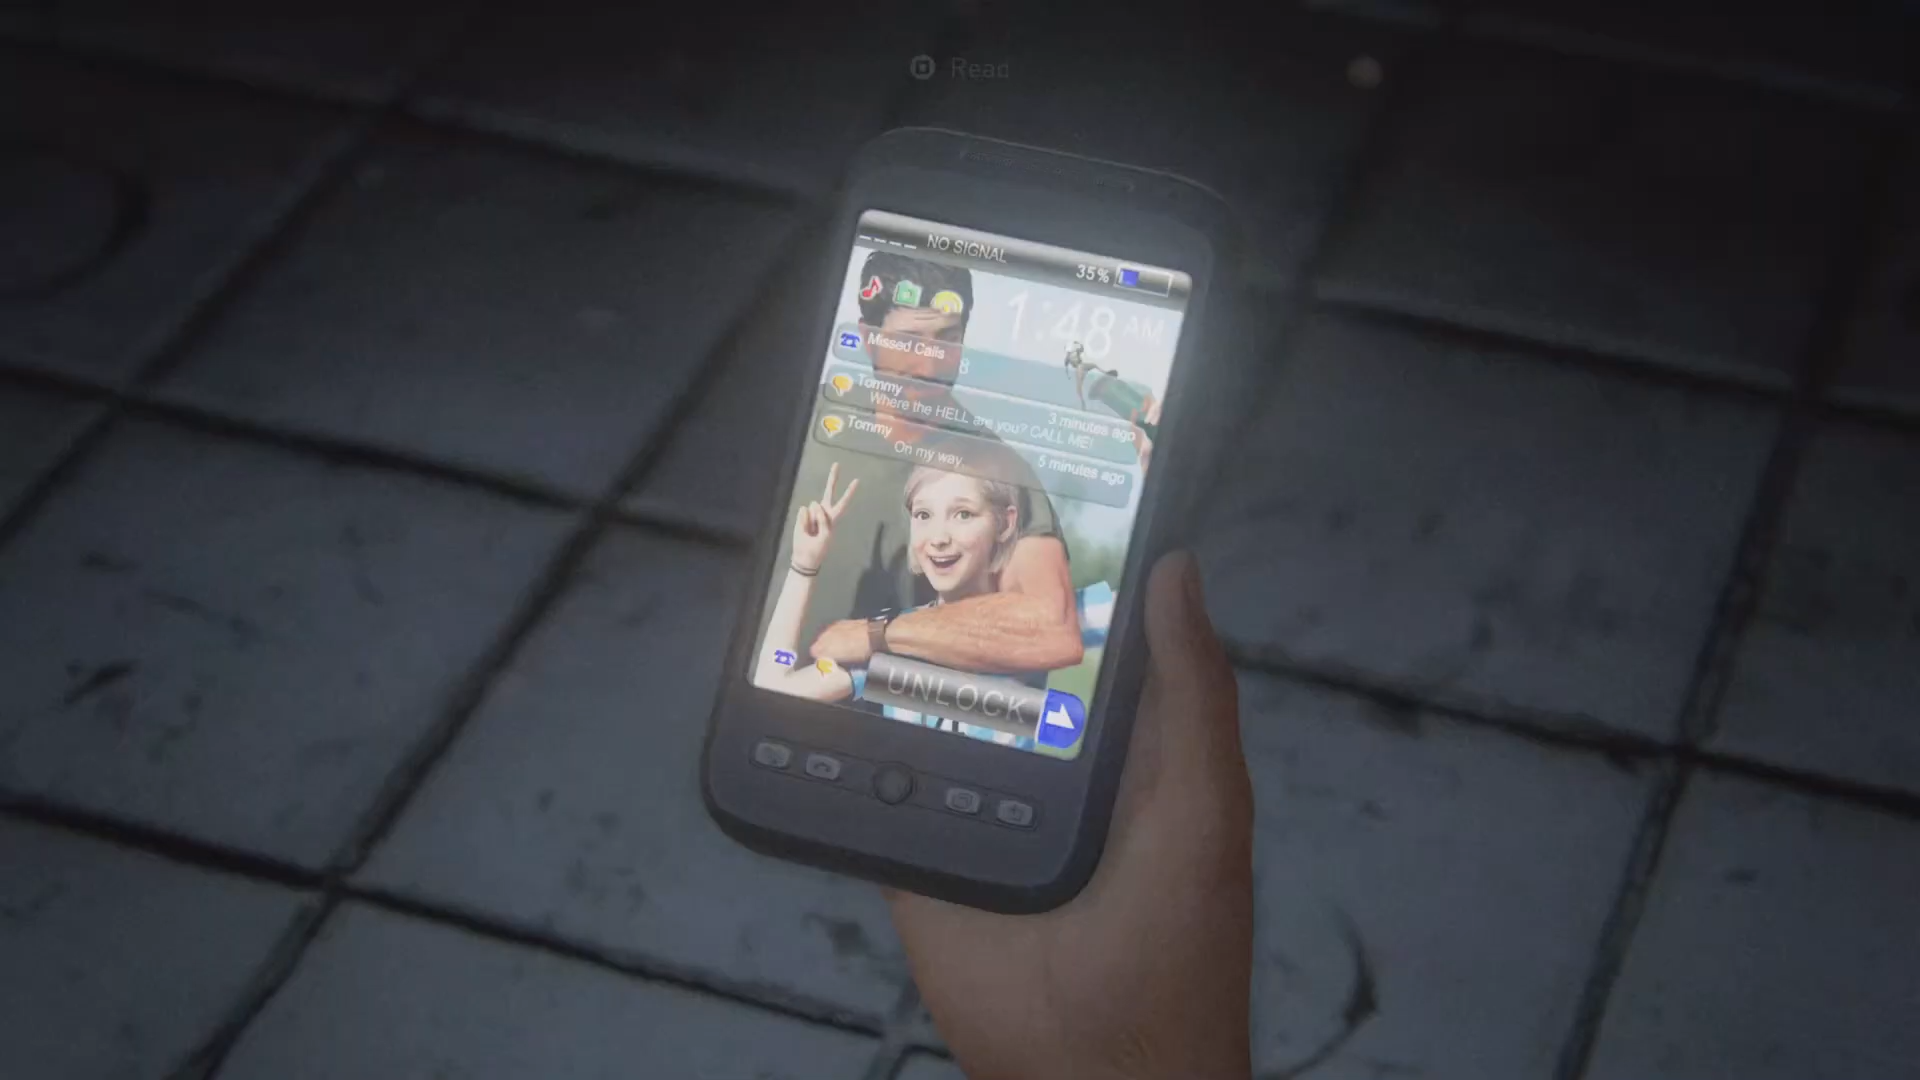 Read
NO SIGNAL
35%
1:48 AM
Missed Calls
8
Tommy
3 minutes ago
Where the HELL are you? CALL ME!
Tommy
5 minutes ago
On my way.
UNLOCK